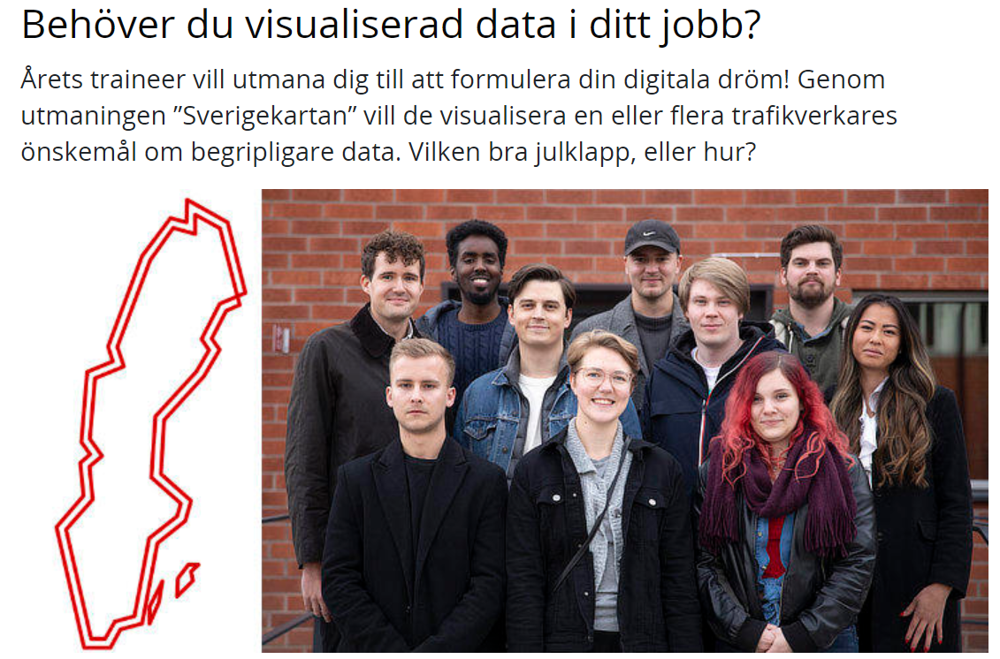 Behöver du visualiserad data i ditt jobb?
Årets traineer vill utmana dig till att formulera din digitala dröm! Genom
utmaningen ”Sverigekartan” vill de visualisera en eller flera trafikverkares
önskemål om begripligare data. Vilken bra julklapp, eller hur?